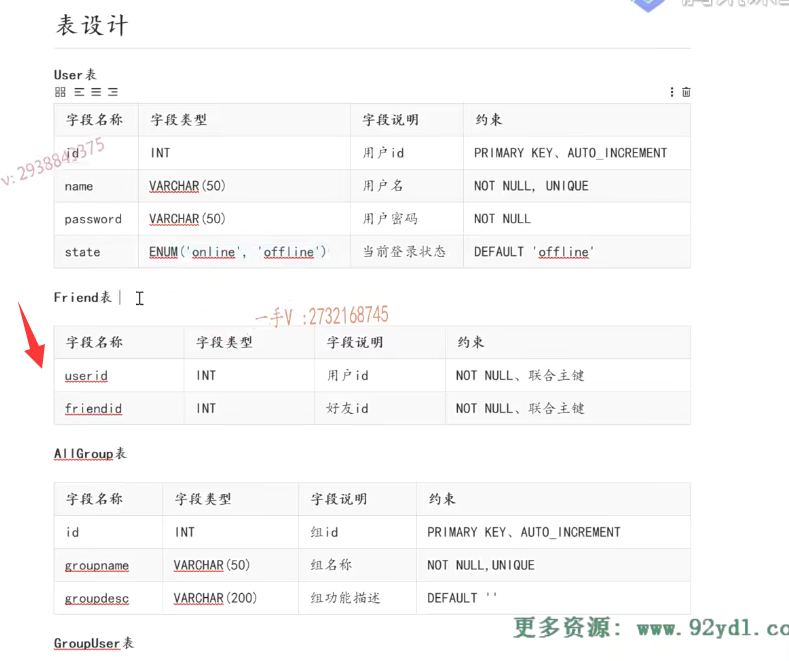 表设计
User表
字段名称 字段类型 字段说明 约束
id INT 用户id PRIMARY KEY、AUTO_INCREMENT
name VARCHAR(50) 用户名 NOT NULL, UNIQUE
password VARCHAR(50) 用户密码 NOT NULL
state ENUM('online', 'offline') 当前登录状态 DEFAULT 'offline'
v: 2938843375
Friend表
一手V :2732168745
字段名称 字段类型 字段说明 约束
userid INT 用户id NOT NULL、联合主键
friendid INT 好友id NOT NULL、联合主键
AllGroup表
字段名称 字段类型 字段说明 约束
id INT 组id PRIMARY KEY、AUTO_INCREMENT
groupname VARCHAR(50) 组名称 NOT NULL,UNIQUE
groupdesc VARCHAR(200) 组功能描述 DEFAULT ''
更多资源: www.92ydl.co
GroupUser表